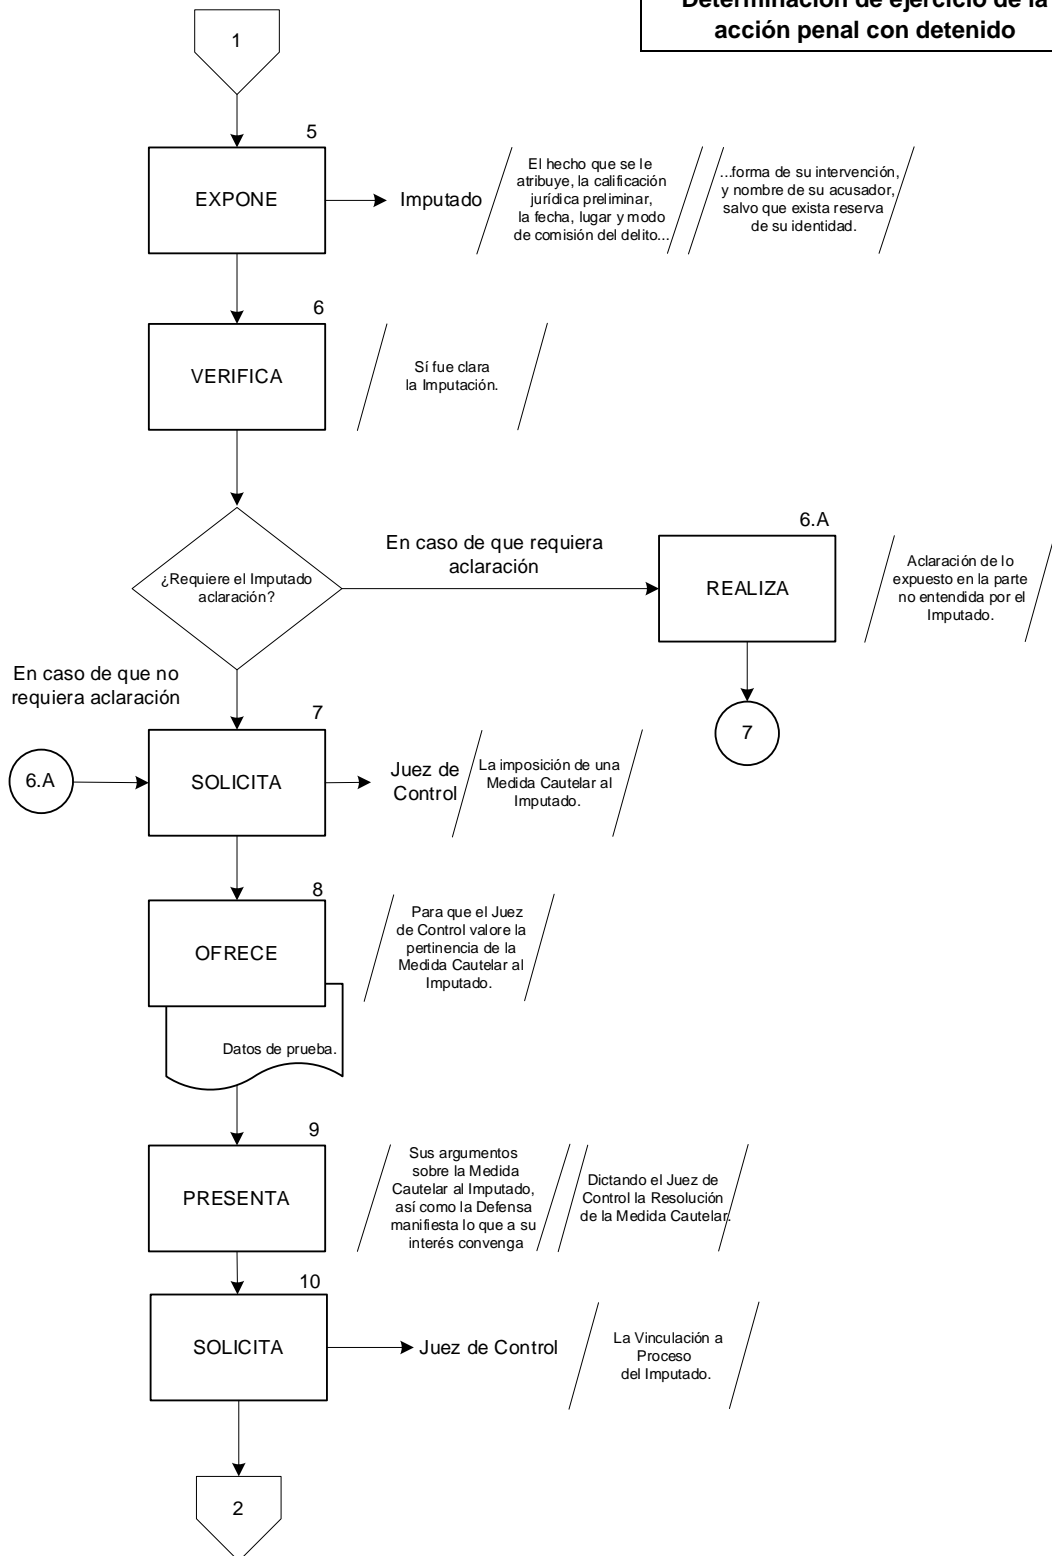 Determinación de ejercicio de la
acción penal con detenido
1
5
EXPONE
Imputado
El hecho que se le
atribuye, la calificación
jurídica preliminar,
la fecha, lugar y modo
de comisión del delito...
...forma de su intervención,
y nombre de su acusador,
salvo que exista reserva
de su identidad.
6
VERIFICA
Sí fue clara
la Imputación.
¿Requiere el Imputado
aclaración?
En caso de que requiera
aclaración
6.A
REALIZA
Aclaración de lo
expuesto en la parte
no entendida por el
Imputado.
7
En caso de que no
requiera aclaración
6.A
7
SOLICITA
Juez de
Control
La imposición de una
Medida Cautelar al
Imputado.
8
OFRECE
Datos de prueba.
Para que el Juez
de Control valore la
pertinencia de la
Medida Cautelar al
Imputado.
9
PRESENTA
Sus argumentos
sobre la Medida
Cautelar al Imputado,
así como la Defensa
manifiesta lo que a su
interés convenga
Dictando el Juez de
Control la Resolución
de la Medida Cautelar.
10
SOLICITA
Juez de Control
La Vinculación a
Proceso
del Imputado.
2